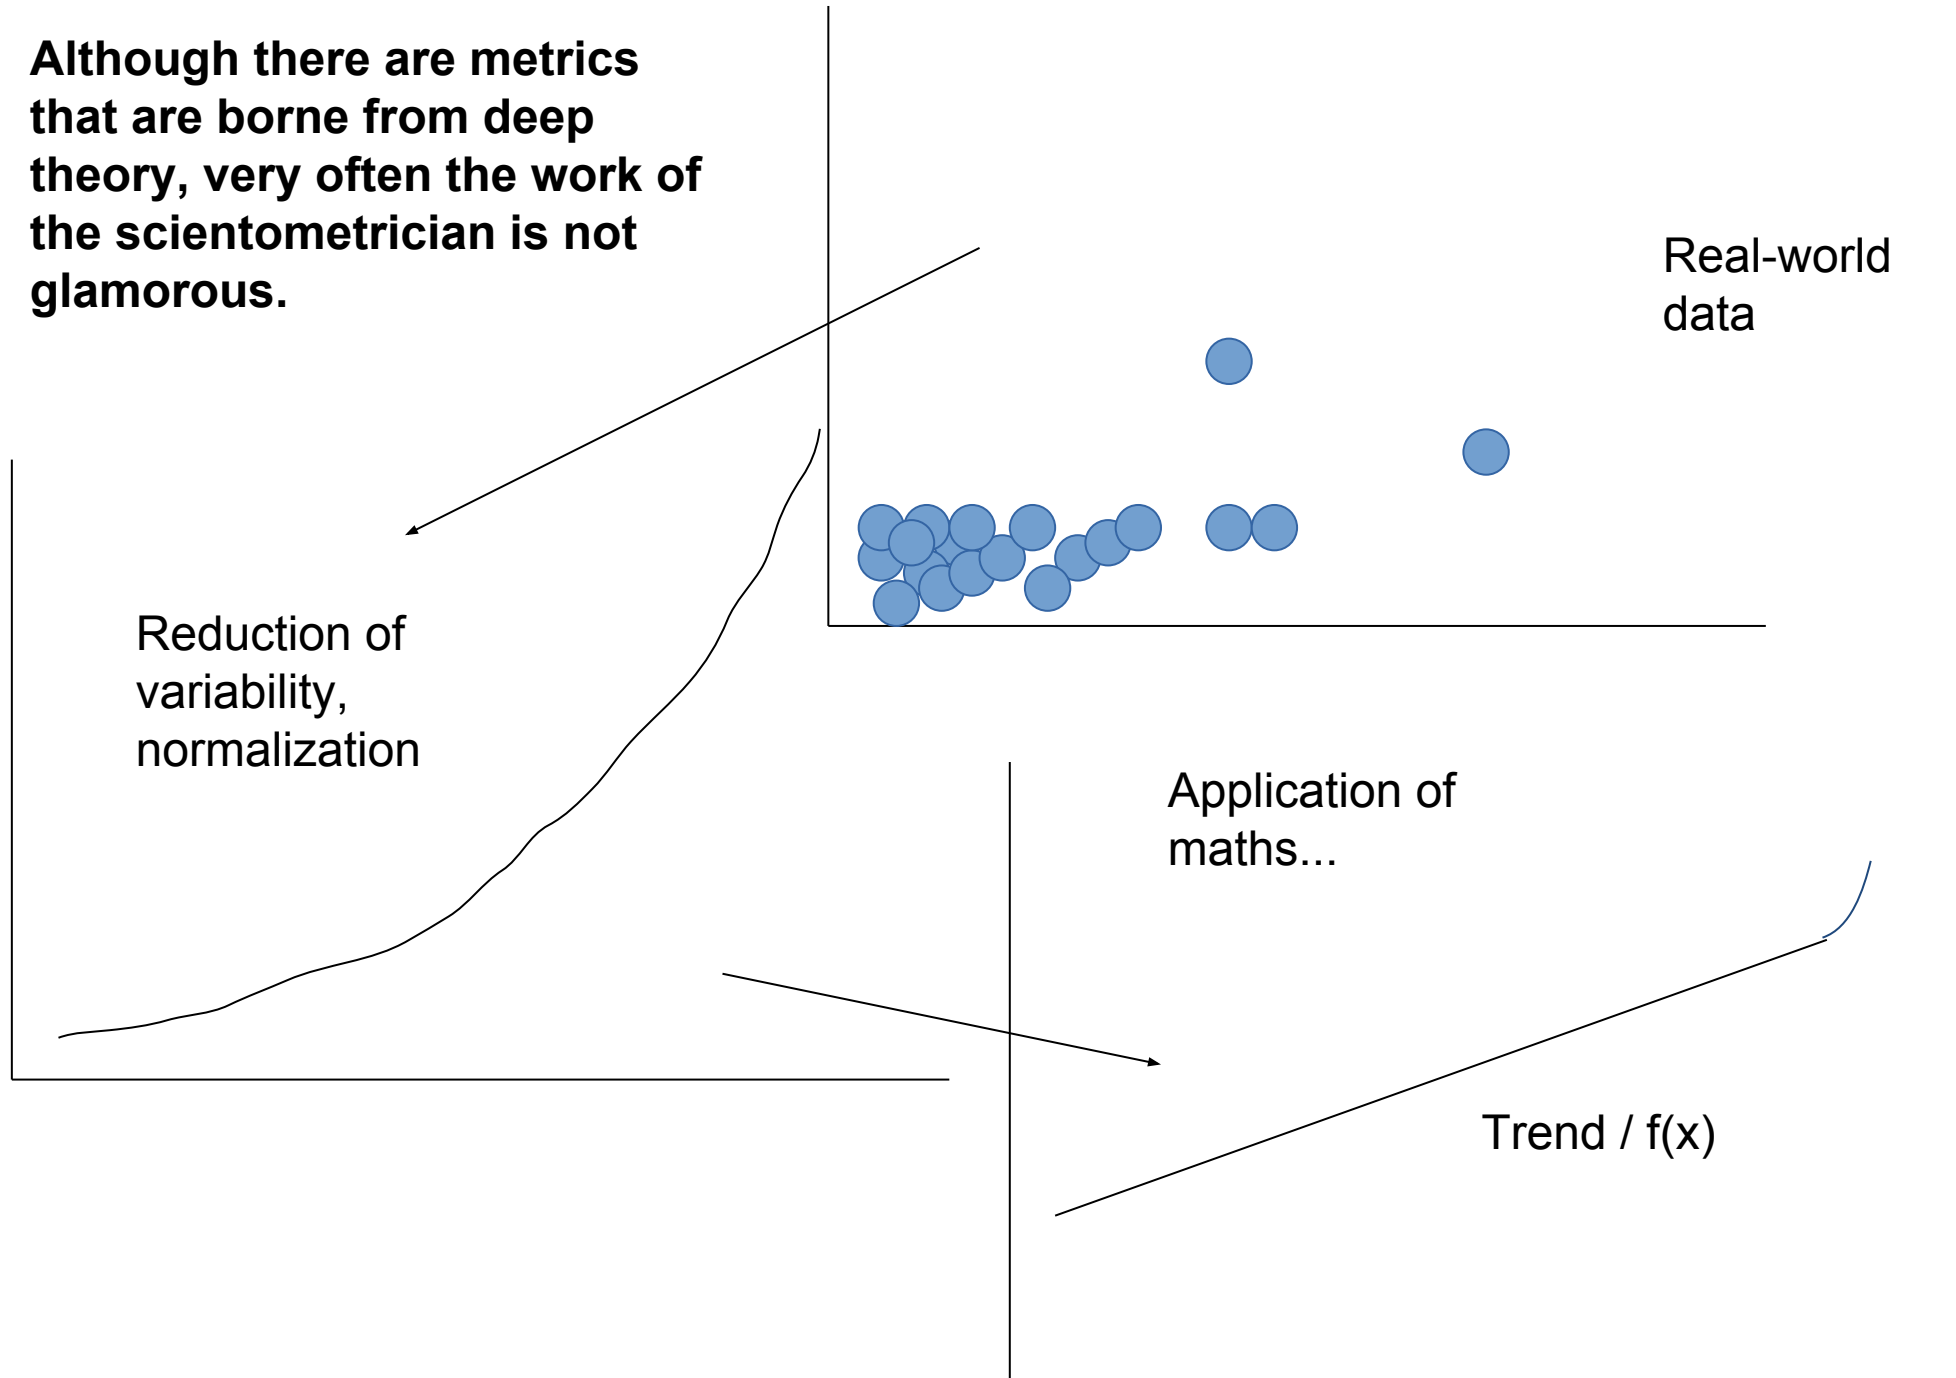 Although there are metrics
that are borne from deep
theory, very often the work of
the scientometrician is not
glamorous.
Real-world
data
Reduction of
variability,
normalization
Application of
maths...
Trend / f(x)